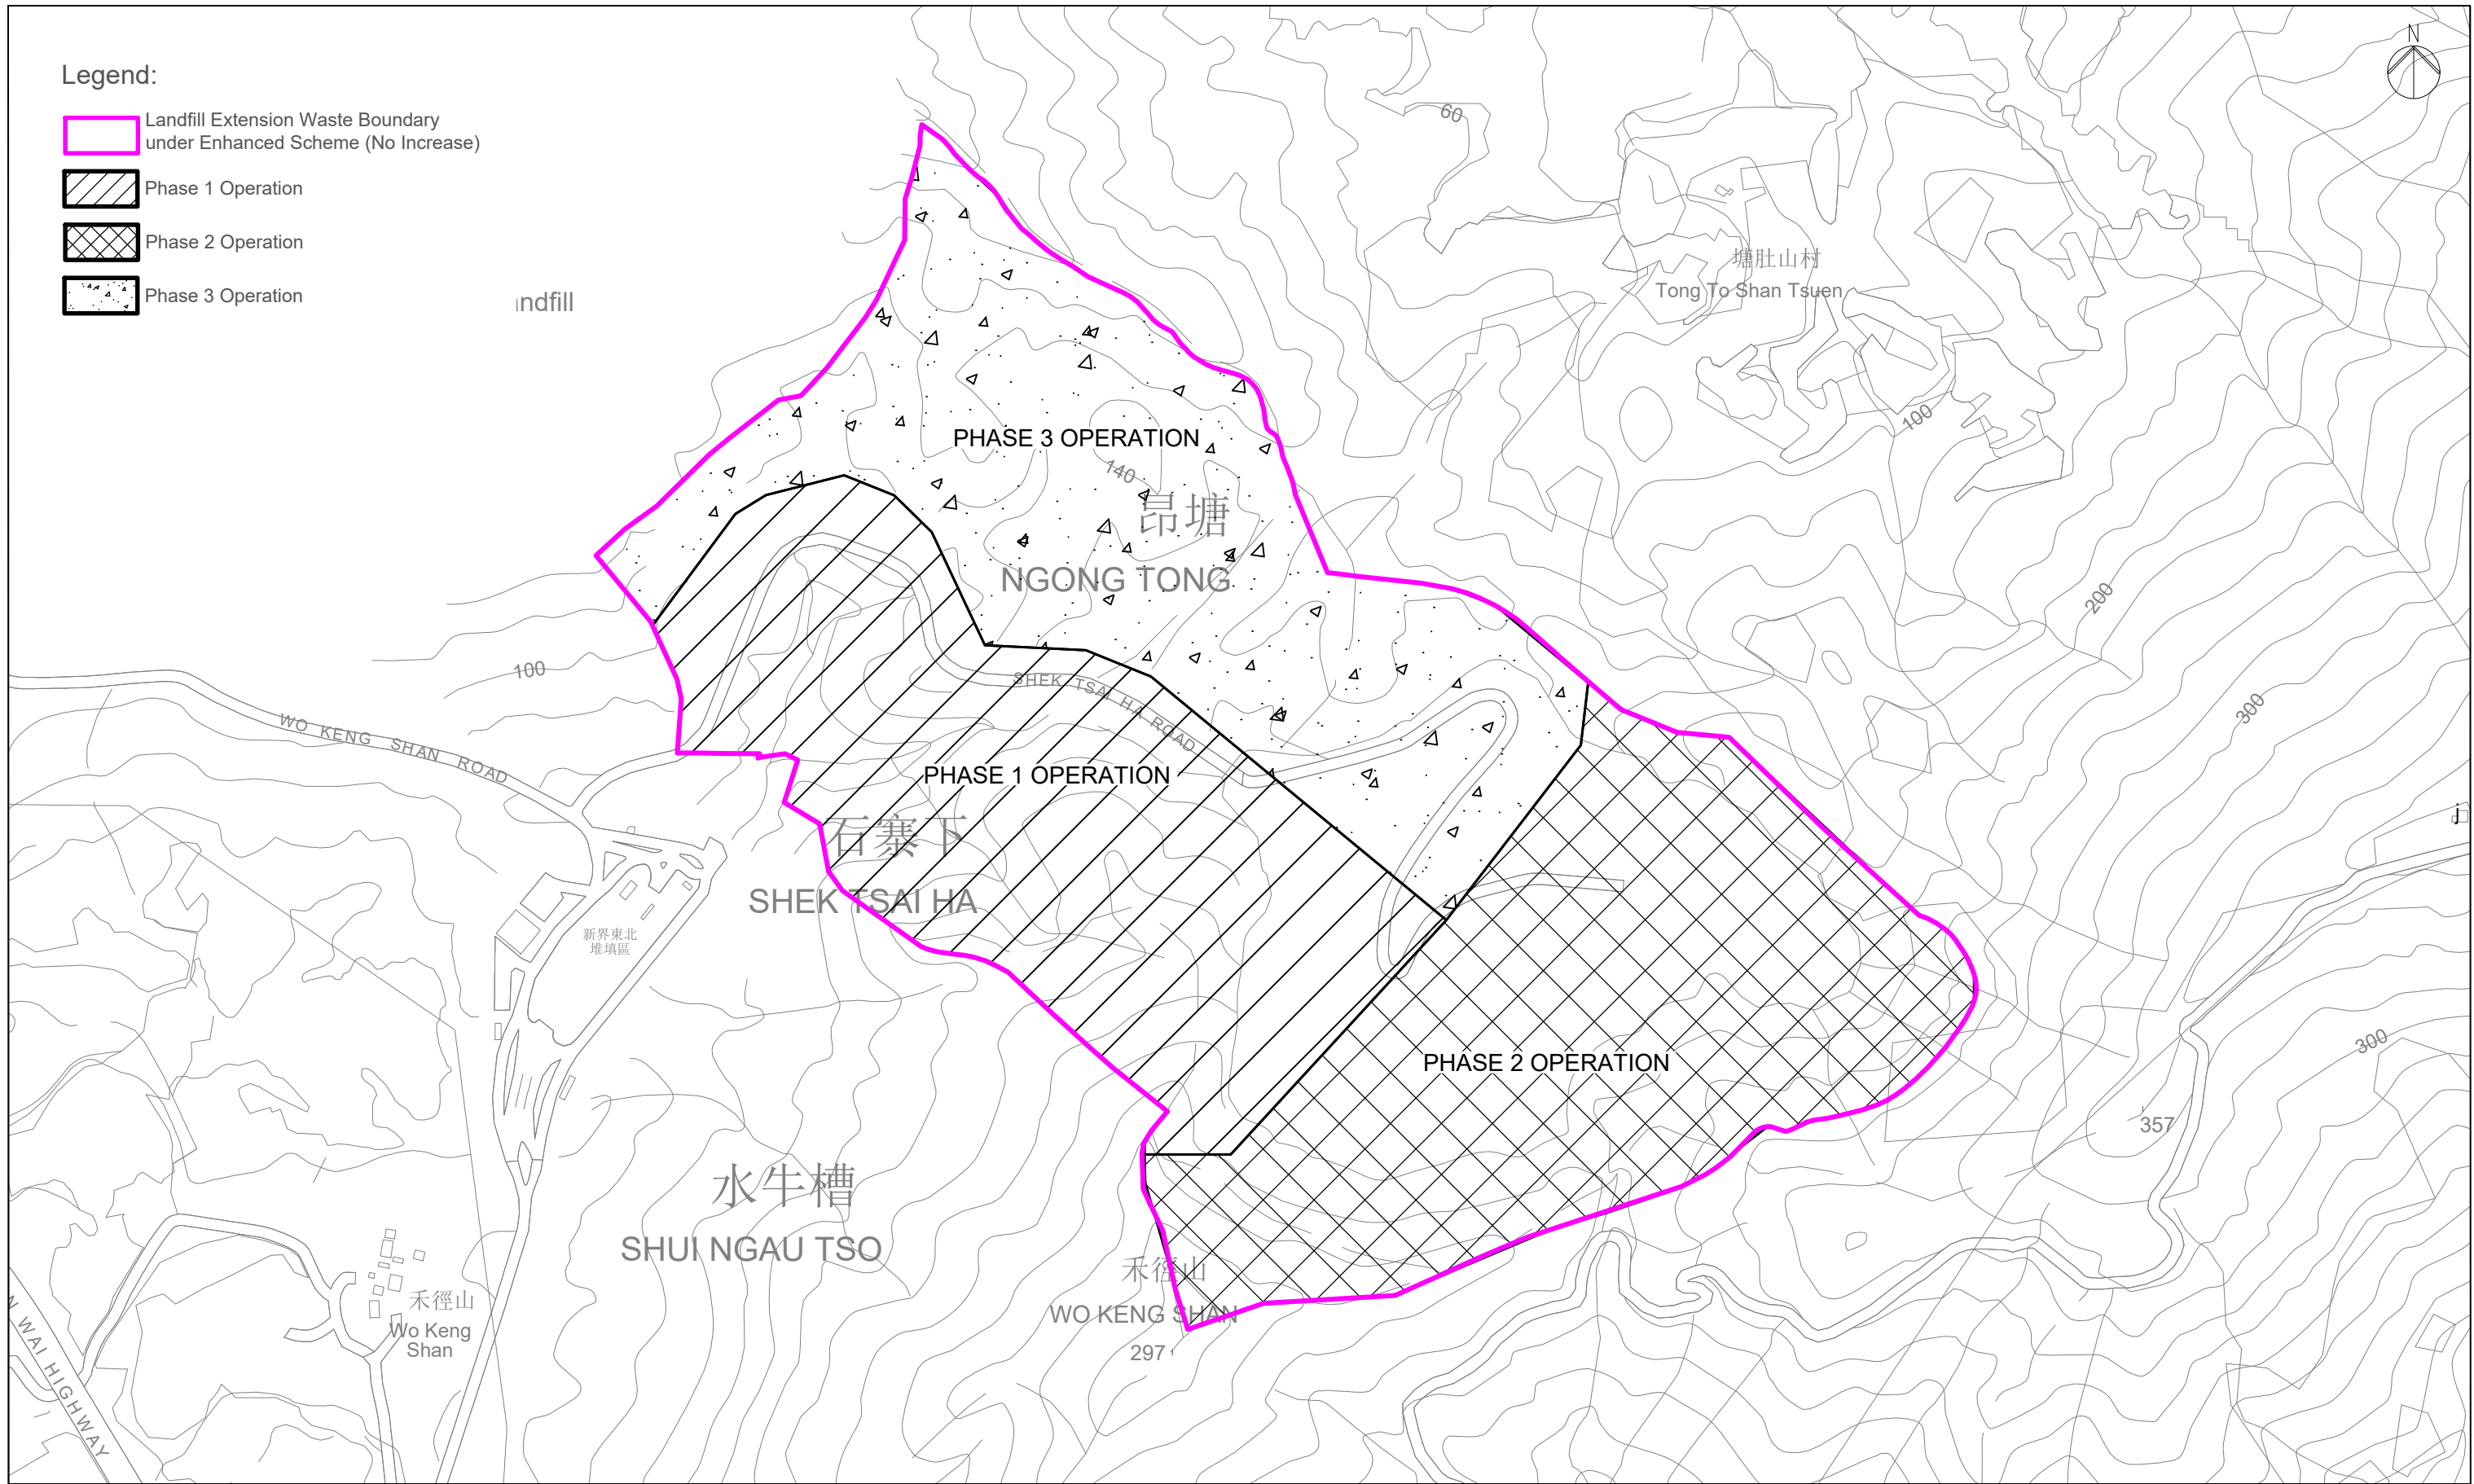 Legend:
Landfill Extension Waste Boundary
under Enhanced Scheme (No Increase)
Phase 1 Operation
Phase 2 Operation
Phase 3 Operation
ndfill
N
60
塘肚山村
Tong To Shan Tsuen
100
PHASE 3 OPERATION
140
昂塘
NGONG TONG
200
300
100
SHEK TSAI HA ROAD
WO KENG SHAN ROAD
PHASE 1 OPERATION
石寨下
SHEK TSAI HA
新界東北
堆填區
j
300
PHASE 2 OPERATION
357
水牛槽
SHUI NGAU TSO
禾徑山
WO KENG SHAN
297
禾徑山
Wo Keng
Shan
N WAI HIGHWAY